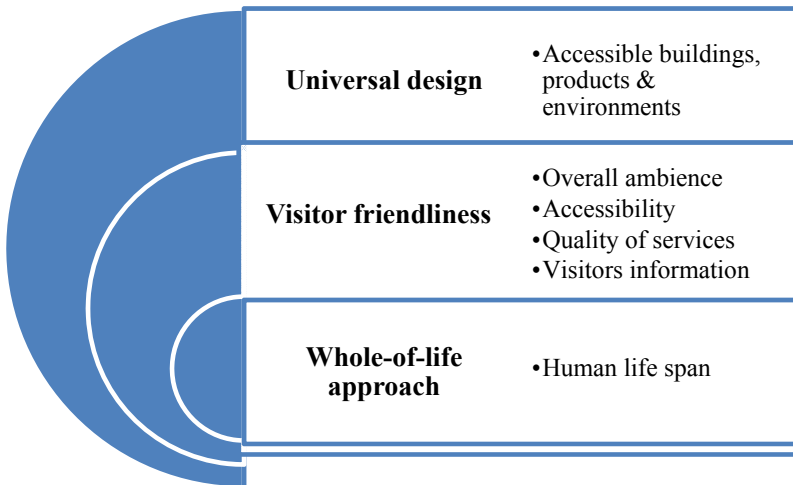 Universal design
•Accessible buildings,
products &
environments
Visitor friendliness
•Overall ambience
•Accessibility
•Quality of services
•Visitors information
Whole-of-life
approach
•Human life span